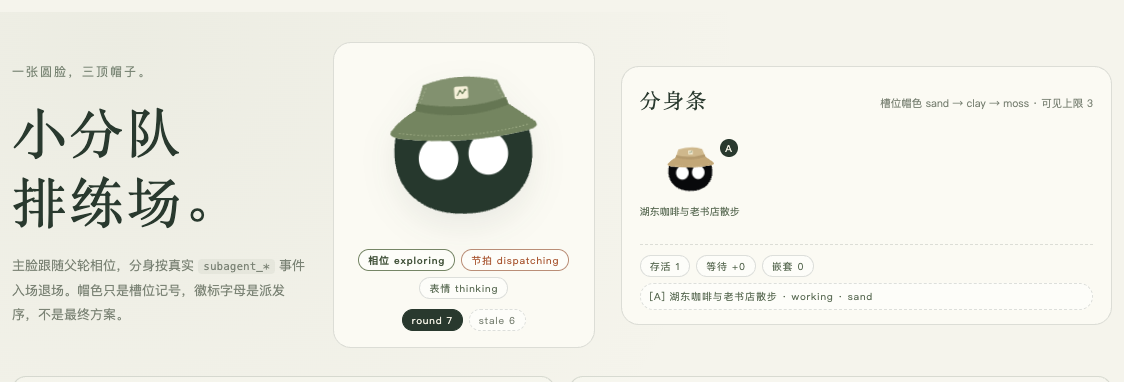 一张圆脸，三顶帽子。
小分队
排练场。
主脸跟随父轮相位，分身按真实 subagent_* 事件
入场退场。帽色只是槽位记号，徽标字母是派发
序，不是最终方案。
相位 exploring
节拍 dispatching
表情 thinking
round 7
stale 6
分身条
槽位帽色 sand → clay → moss · 可见上限 3
A
湖东咖啡与老书店散步
存活 1
等待 +0
嵌套 0
[A] 湖东咖啡与老书店散步 · working · sand